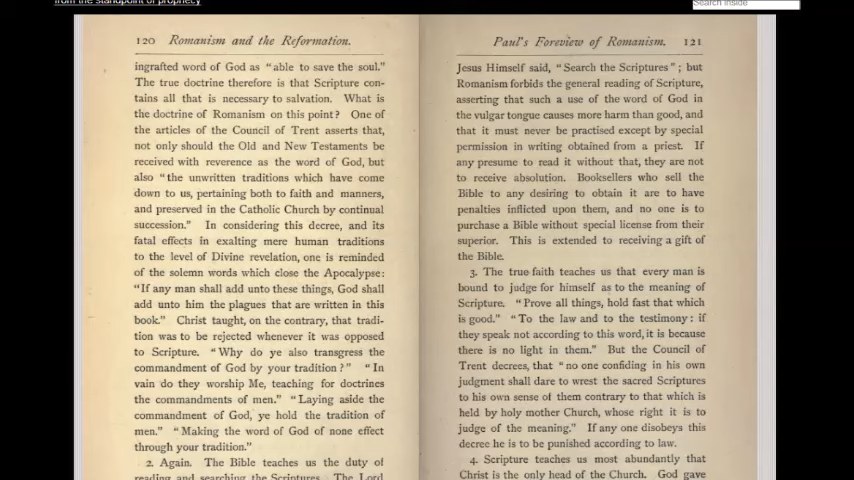 from the standpoint of prophecy
Search inside
120 Romanism and the Reformation.
ingrafted word of God as "able to save the soul."
The true doctrine therefore is that Scripture con-
tains all that is necessary to salvation. What is
the doctrine of Romanism on this point? One of
the articles of the Council of Trent asserts that,
not only should the Old and New Testaments be
received with reverence as the word of God, but
also "the unwritten traditions which have come
down to us, pertaining both to faith and manners,
and preserved in the Catholic Church by continual
succession." In considering this decree, and its
fatal effects in exalting mere human traditions
to the level of Divine revelation, one is reminded
of the solemn words which close the Apocalypse:
"If any man shall add unto these things, God shall
add unto him the plagues that are written in this
book." Christ taught, on the contrary, that tradi-
tion was to be rejected whenever it was opposed
to Scripture. "Why do ye also transgress the
commandment of God by your tradition?" "In
vain do they worship Me, teaching for doctrines
the commandments of men." "Laying aside the
commandment of God, ye hold the tradition of
men." "Making the word of God of none effect
through your tradition."
2. Again. The Bible teaches us the duty of
reading and searching the Scriptures. The Lord
Paul's Foreview of Romanism. 121
Jesus Himself said, "Search the Scriptures"; but
Romanism forbids the general reading of Scripture,
asserting that such a use of the word of God in
the vulgar tongue causes more harm than good, and
that it must never be practised except by special
permission in writing obtained from a priest. If
any presume to read it without that, they are not
to receive absolution. Booksellers who sell the
Bible to any desiring to obtain it are to have
penalties inflicted upon them, and no one is to
purchase a Bible without special license from their
superior. This is extended to receiving a gift of
the Bible.
3. The true faith teaches us that every man is
bound to judge for himself as to the meaning of
Scripture. "Prove all things, hold fast that which
is good." "To the law and to the testimony: if
they speak not according to this word, it is because
there is no light in them." But the Council of
Trent decrees, that "no one confiding in his own
judgment shall dare to wrest the sacred Scriptures
to his own sense of them contrary to that which is
held by holy mother Church, whose right it is to
judge of the meaning." If any one disobeys this
decree he is to be punished according to law.
4. Scripture teaches us most abundantly that
Christ is the only head of the Church. God gave